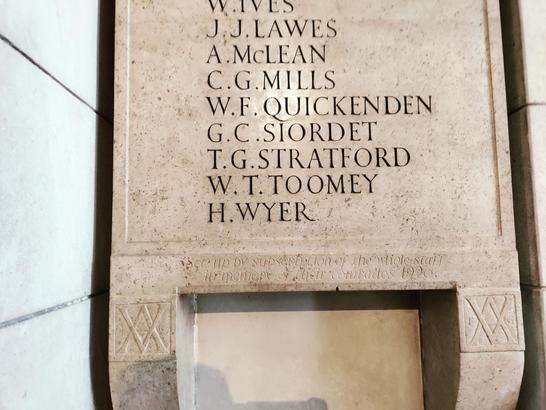 W. IVES
J. J. LAWES
A. McLEAN
C. G. MILLS
W. F. QUICKENDEN
G. C. SIORDET
T. G. STRATFORD
W. T. TOOMEY
H. WYER
Set up by subscription of the whole staff
in memory of their comrades 1920.